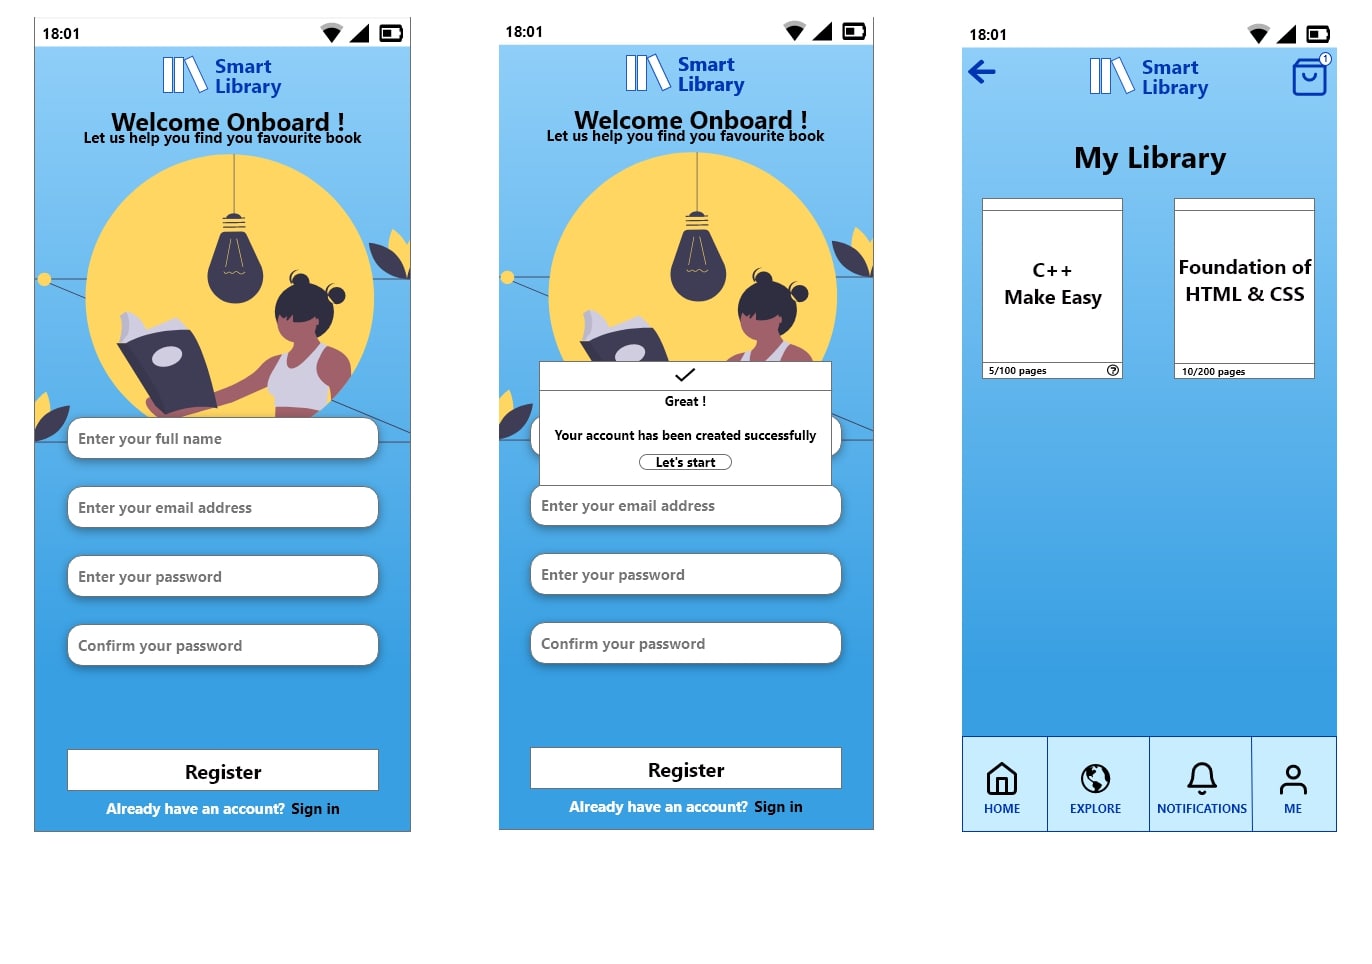 18:01
Smart
Library
Welcome Onboard !
Let us help you find you favourite book
Enter your full name
Enter your email address
Enter your password
Confirm your password
Register
Already have an account? Sign in
18:01
Smart
Library
Welcome Onboard !
Let us help you find you favourite book
Great !
Your account has been created successfully
Let's start
Enter your email address
Enter your password
Confirm your password
Register
Already have an account? Sign in
18:01
Smart
Library
1
My Library
C++
Make Easy
5/100 pages
?
Foundation of
HTML & CSS
10/200 pages
HOME
EXPLORE
NOTIFICATIONS
ME